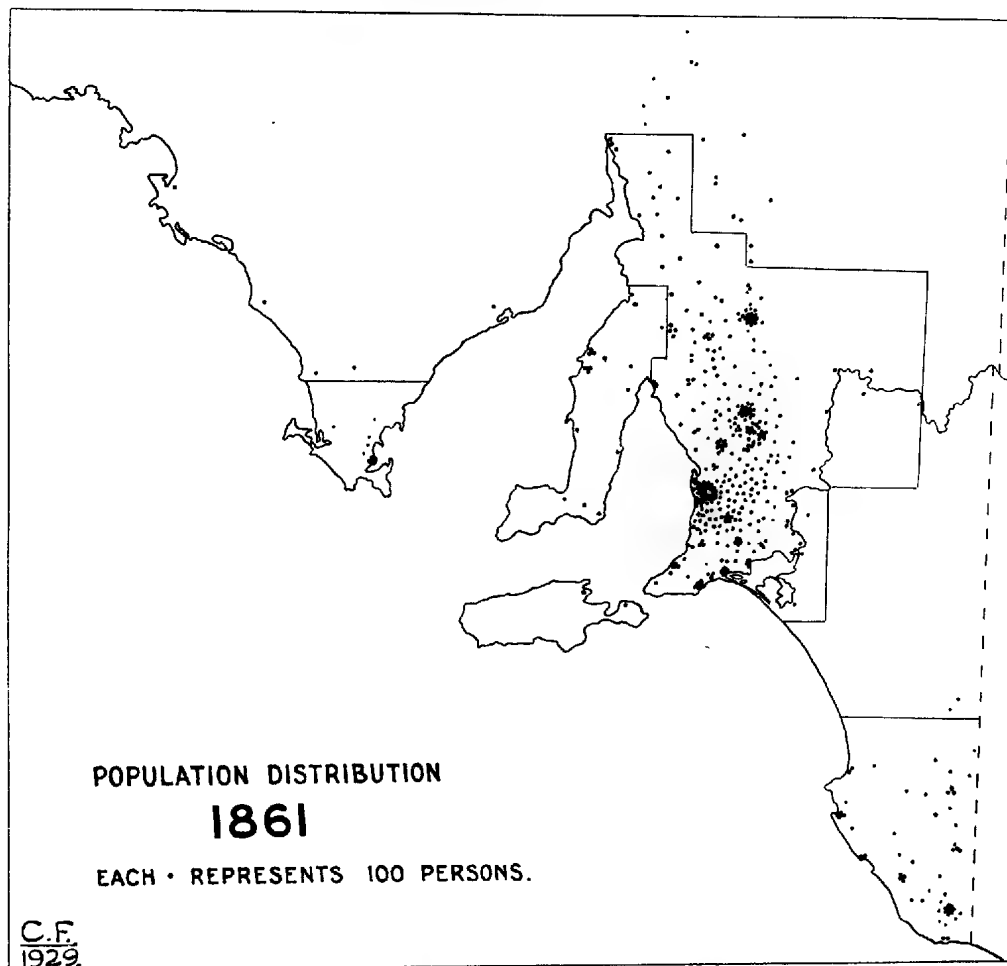 POPULATION DISTRIBUTION
1861
EACH • REPRESENTS 100 PERSONS.
C.F.
1929.